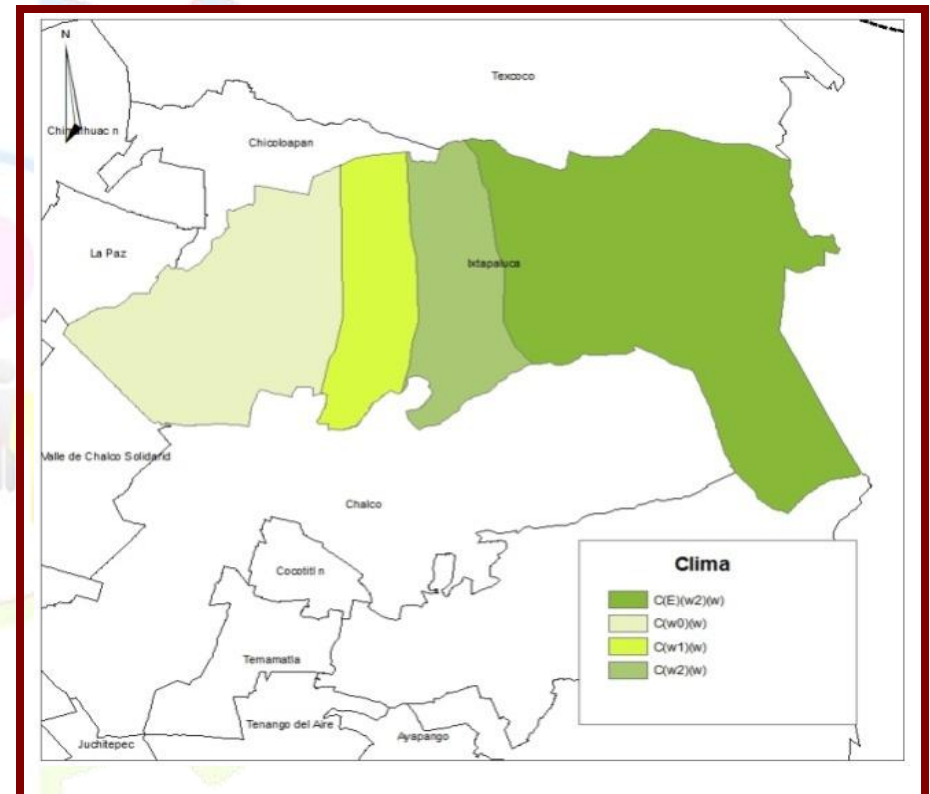 N
Texcoco
Chicoloapan
La Paz
Ixtapaluca
Valle de Chalco Solidarid
Chalco
Cocotitl n
Temamatla
Tenango del Aire
Ayapango
Juchitepec
Clima
C(E)(w2)(w)
C(w0)(w)
C(w1)(w)
C(w2)(w)